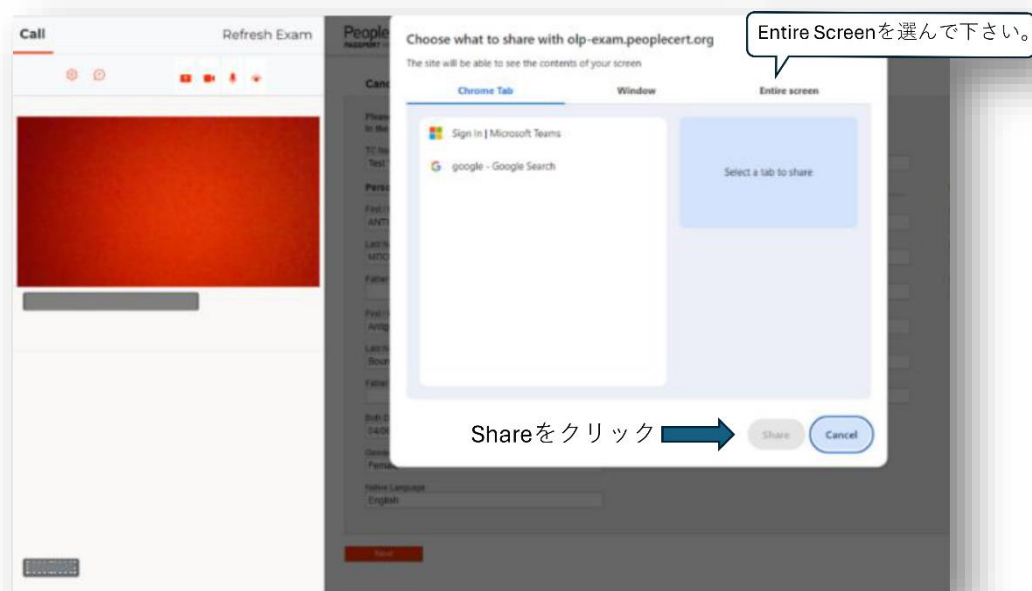 Call
Refresh Exam
People
PASSPORT
Entire Screenを選んで下さい。
Choose what to share with olp-exam.peoplecert.org
The site will be able to see the contents of your screen
Chrome Tab
Window
Entire screen
Sign In | Microsoft Teams
google - Google Search
Select a tab to share
Shareをクリック
Share
Cancel
Native Language
English
Next